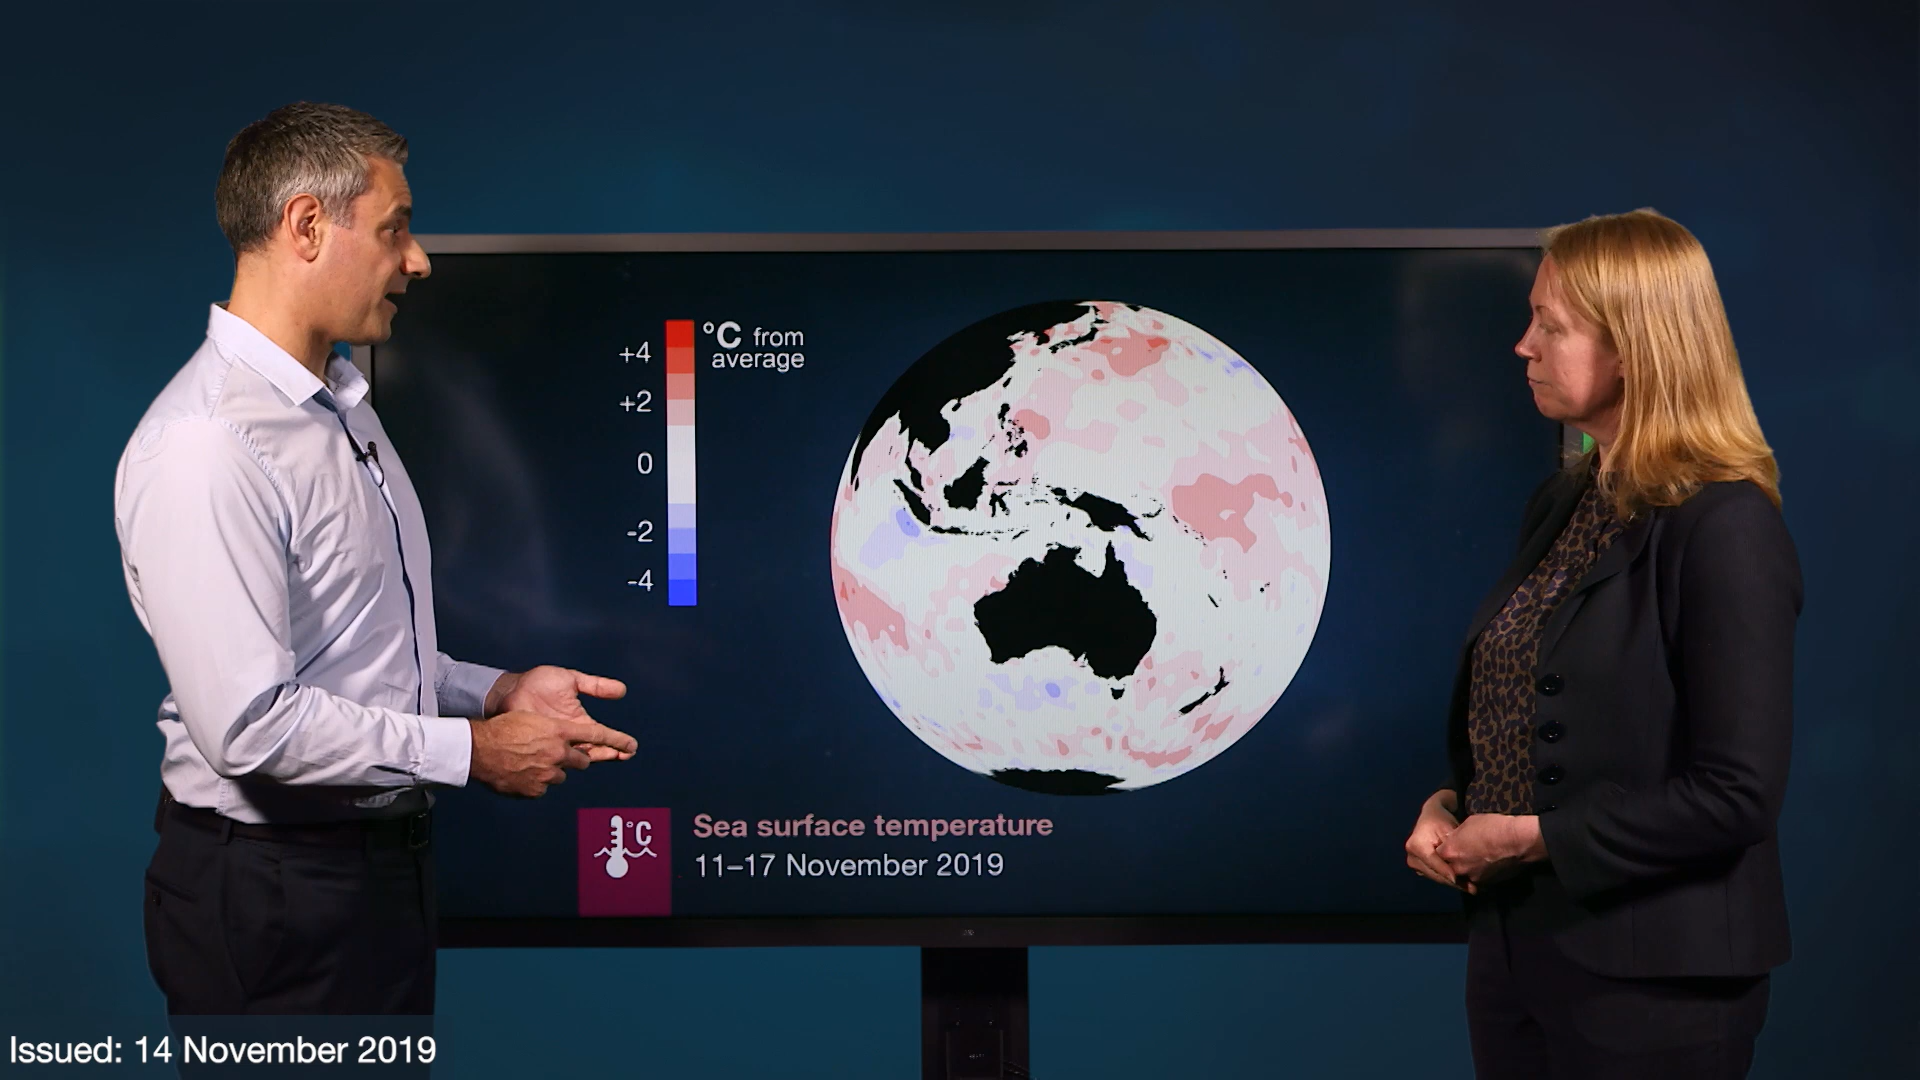 °C from
average
+4
+2
0
-2
-4
°C
Sea surface temperature
11–17 November 2019
Issued: 14 November 2019